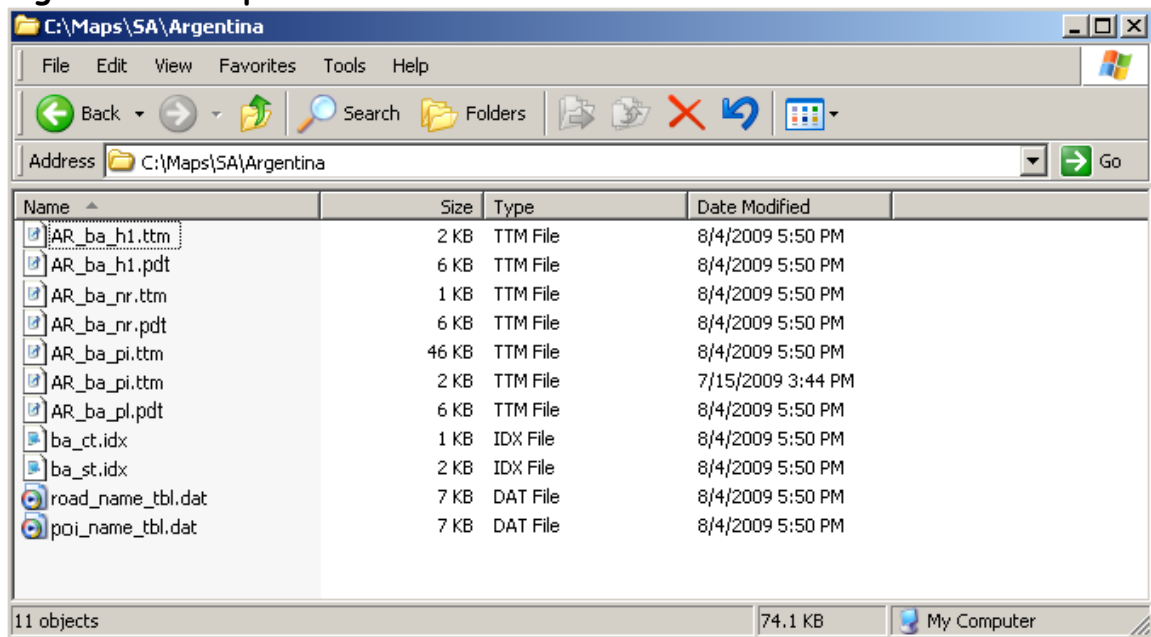 C:\Maps\SA\Argentina
File Edit View Favorites Tools Help
Back Search Folders
Address C:\Maps\SA\Argentina Go
Name Size Type Date Modified
AR_ba_h1.ttm 2 KB TTM File 8/4/2009 5:50 PM
AR_ba_h1.pdt 6 KB TTM File 8/4/2009 5:50 PM
AR_ba_nr.ttm 1 KB TTM File 8/4/2009 5:50 PM
AR_ba_nr.pdt 6 KB TTM File 8/4/2009 5:50 PM
AR_ba_pi.ttm 46 KB TTM File 8/4/2009 5:50 PM
AR_ba_pi.ttm 2 KB TTM File 7/15/2009 3:44 PM
AR_ba_pl.pdt 6 KB TTM File 8/4/2009 5:50 PM
ba_ct.idx 1 KB IDX File 8/4/2009 5:50 PM
ba_st.idx 2 KB IDX File 8/4/2009 5:50 PM
road_name_tbl.dat 7 KB DAT File 8/4/2009 5:50 PM
poi_name_tbl.dat 7 KB DAT File 8/4/2009 5:50 PM
11 objects 74.1 KB My Computer